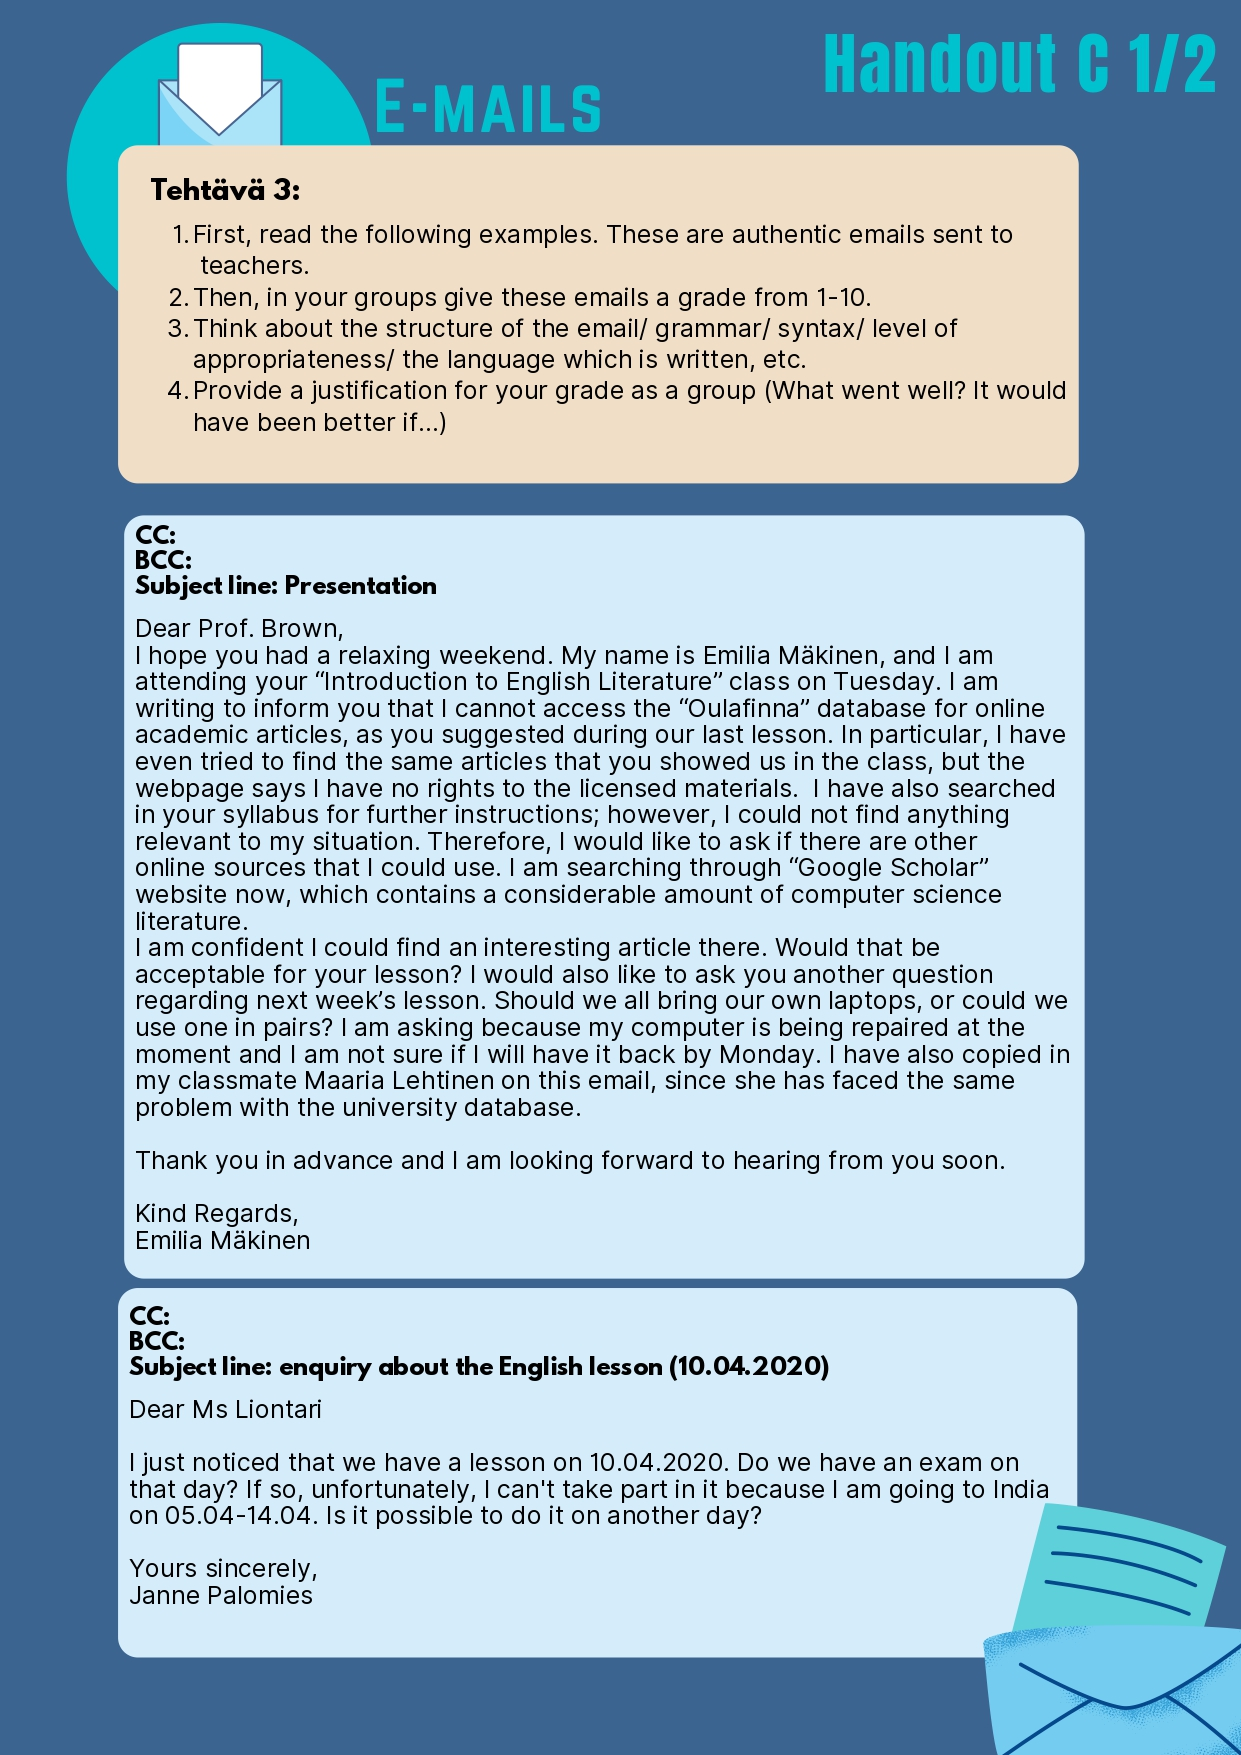 Handout C 1/2
E-MAILS
Tehtävä 3:
1. First, read the following examples. These are authentic emails sent to
teachers.
2. Then, in your groups give these emails a grade from 1-10.
3. Think about the structure of the email/ grammar/ syntax/ level of
appropriateness/ the language which is written, etc.
4. Provide a justification for your grade as a group (What went well? It would
have been better if...)
CC:
BCC:
Subject line: Presentation
Dear Prof. Brown,
I hope you had a relaxing weekend. My name is Emilia Mäkinen, and I am
attending your “Introduction to English Literature” class on Tuesday. I am
writing to inform you that I cannot access the “Oulafinna” database for online
academic articles, as you suggested during our last lesson. In particular, I have
even tried to find the same articles that you showed us in the class, but the
webpage says I have no rights to the licensed materials.  I have also searched
in your syllabus for further instructions; however, I could not find anything
relevant to my situation. Therefore, I would like to ask if there are other
online sources that I could use. I am searching through “Google Scholar”
website now, which contains a considerable amount of computer science
literature.
I am confident I could find an interesting article there. Would that be
acceptable for your lesson? I would also like to ask you another question
regarding next week’s lesson. Should we all bring our own laptops, or could we
use one in pairs? I am asking because my computer is being repaired at the
moment and I am not sure if I will have it back by Monday. I have also copied in
my classmate Maaria Lehtinen on this email, since she has faced the same
problem with the university database.
Thank you in advance and I am looking forward to hearing from you soon.
Kind Regards,
Emilia Mäkinen
CC:
BCC:
Subject line: enquiry about the English lesson (10.04.2020)
Dear Ms Liontari
I just noticed that we have a lesson on 10.04.2020. Do we have an exam on
that day? If so, unfortunately, I can't take part in it because I am going to India
on 05.04-14.04. Is it possible to do it on another day?
Yours sincerely,
Janne Palomies